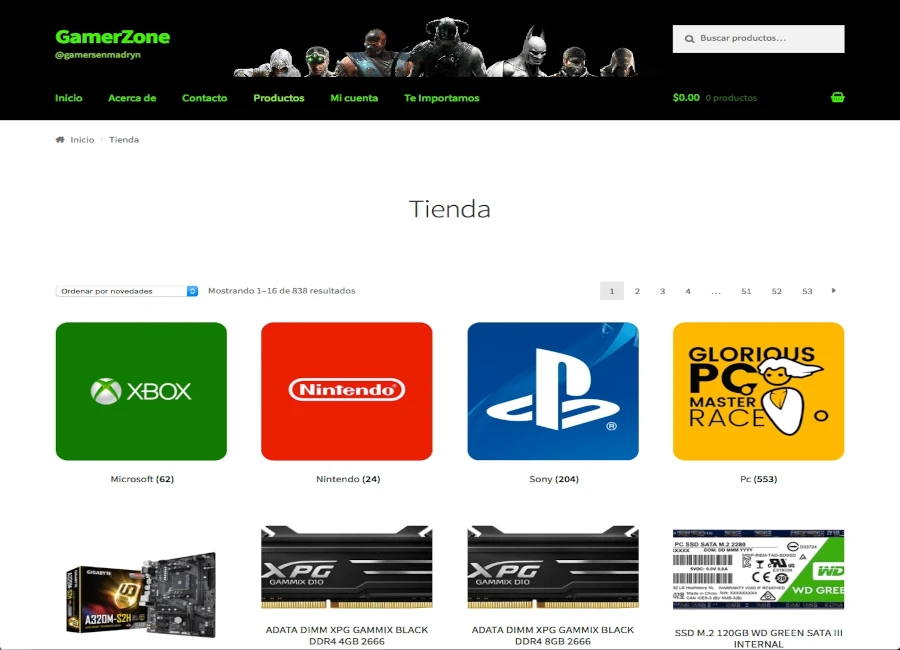 GamerZone
@gamersenmadryn
Buscar productos...
Inicio Acerca de Contacto Productos Mi cuenta Te Importamos
$0.00 0 productos
Inicio Tienda
Tienda
Ordenar por novedades
Mostrando 1–16 de 838 resultados
1 2 3 4 ... 51 52 53
XBOX
Nintendo
GLORIOUS
PC
MASTER
RACE
Microsoft (62)
Nintendo (24)
Sony (204)
Pc (553)
GIGABYTE
A320M-S2H
XPG
GAMMIX D10
XPG
GAMMIX D10
PC SSD SATA M.2 2280
WD
WD GREE
ADATA DIMM XPG GAMMIX BLACK
DDR4 4GB 2666
ADATA DIMM XPG GAMMIX BLACK
DDR4 8GB 2666
SSD M.2 120GB WD GREEN SATA III
INTERNAL